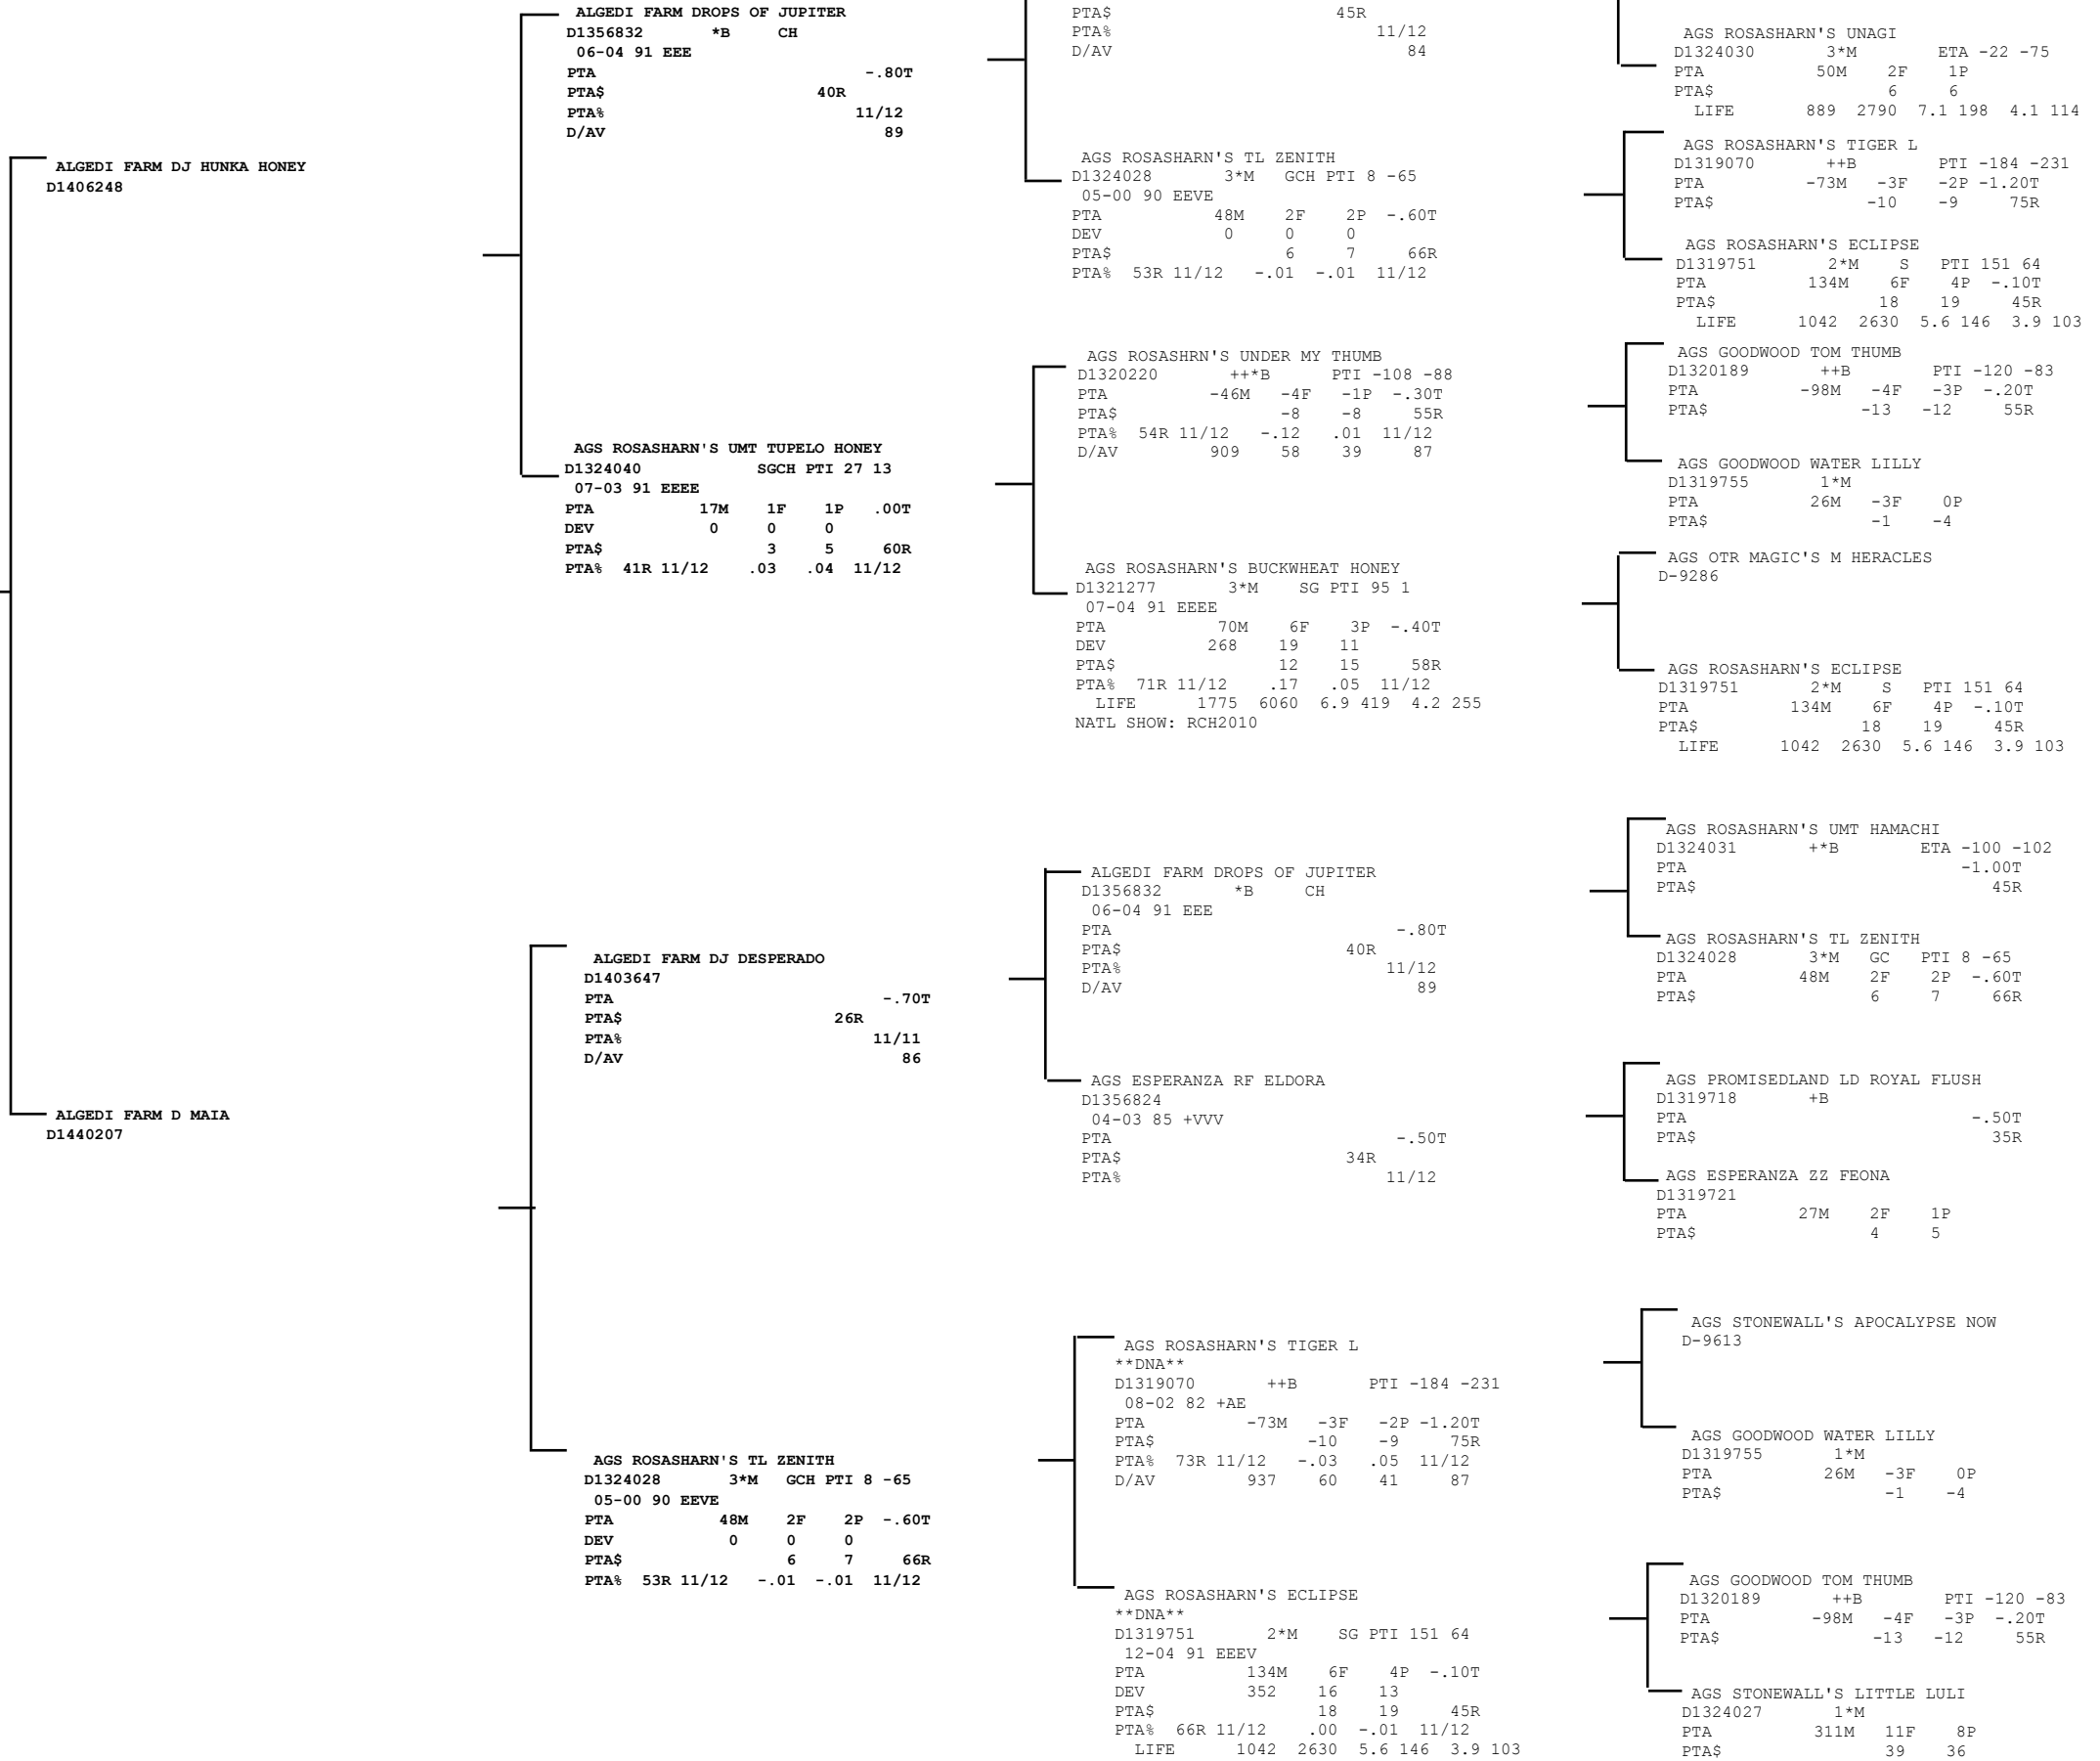 ALGEDI FARM DJ HUNKA HONEY
D1406248
ALGEDI FARM D MAIA
D1440207
ALGEDI FARM DROPS OF JUPITER
D1356832 *B CH
06-04 91 EEE
PTA -.80T
PTA$ 40R
PTA% 11/12
D/AV 89
AGS ROSASHARN'S UMT TUPELO HONEY
D1324040 SGCH PTI 27 13
07-03 91 EEEE
PTA 17M 1F 1P .00T
DEV 0 0 0
PTA$ 3 5 60R
PTA% 41R 11/12 .03 .04 11/12
ALGEDI FARM DJ DESPERADO
D1403647
PTA -.70T
PTA$ 26R
PTA% 11/11
D/AV 86
AGS ROSASHARN'S TL ZENITH
D1324028 3*M GCH PTI 8 -65
05-00 90 EEVE
PTA 48M 2F 2P -.60T
DEV 0 0 0
PTA$ 6 7 66R
PTA% 53R 11/12 -.01 -.01 11/12
PTA$ 45R
PTA% 11/12
D/AV 84
AGS ROSASHARN'S TL ZENITH
D1324028 3*M GCH PTI 8 -65
05-00 90 EEVE
PTA 48M 2F 2P -.60T
DEV 0 0 0
PTA$ 6 7 66R
PTA% 53R 11/12 -.01 -.01 11/12
AGS ROSASHRN'S UNDER MY THUMB
D1320220 ++*B PTI -108 -88
PTA -46M -4F -1P -.30T
PTA$ -8 -8 55R
PTA% 54R 11/12 -.12 .01 11/12
D/AV 909 58 39 87
AGS ROSASHARN'S BUCKWHEAT HONEY
D1321277 3*M SG PTI 95 1
07-04 91 EEEE
PTA 70M 6F 3P -.40T
DEV 268 19 11
PTA$ 12 15 58R
PTA% 71R 11/12 .17 .05 11/12
LIFE 1775 6060 6.9 419 4.2 255
NATL SHOW: RCH2010
ALGEDI FARM DROPS OF JUPITER
D1356832 *B CH
06-04 91 EEE
PTA -.80T
PTA$ 40R
PTA% 11/12
D/AV 89
AGS ESPERANZA RF ELDORA
D1356824
04-03 85 +VVV
PTA -.50T
PTA$ 34R
PTA% 11/12
AGS ROSASHARN'S TIGER L
**DNA**
D1319070 ++B PTI -184 -231
08-02 82 +AE
PTA -73M -3F -2P -1.20T
PTA$ -10 -9 75R
PTA% 73R 11/12 -.03 .05 11/12
D/AV 937 60 41 87
AGS ROSASHARN'S ECLIPSE
**DNA**
D1319751 2*M SG PTI 151 64
12-04 91 EEEV
PTA 134M 6F 4P -.10T
DEV 352 16 13
PTA$ 18 19 45R
PTA% 66R 11/12 .00 -.01 11/12
LIFE 1042 2630 5.6 146 3.9 103
AGS ROSASHARN'S UNAGI
D1324030 3*M ETA -22 -75
PTA 50M 2F 1P
PTA$ 6 6
LIFE 889 2790 7.1 198 4.1 114
AGS ROSASHARN'S TIGER L
D1319070 ++B PTI -184 -231
PTA -73M -3F -2P -1.20T
PTA$ -10 -9 75R
AGS ROSASHARN'S ECLIPSE
D1319751 2*M S PTI 151 64
PTA 134M 6F 4P -.10T
PTA$ 18 19 45R
LIFE 1042 2630 5.6 146 3.9 103
AGS GOODWOOD TOM THUMB
D1320189 ++B PTI -120 -83
PTA -98M -4F -3P -.20T
PTA$ -13 -12 55R
AGS GOODWOOD WATER LILLY
D1319755 1*M
PTA 26M -3F 0P
PTA$ -1 -4
AGS OTR MAGIC'S M HERACLES
D-9286
AGS ROSASHARN'S ECLIPSE
D1319751 2*M S PTI 151 64
PTA 134M 6F 4P -.10T
PTA$ 18 19 45R
LIFE 1042 2630 5.6 146 3.9 103
AGS ROSASHARN'S UMT HAMACHI
D1324031 +*B ETA -100 -102
PTA -1.00T
PTA$ 45R
AGS ROSASHARN'S TL ZENITH
D1324028 3*M GC PTI 8 -65
PTA 48M 2F 2P -.60T
PTA$ 6 7 66R
AGS PROMISEDLAND LD ROYAL FLUSH
D1319718 +B
PTA -.50T
PTA$ 35R
AGS ESPERANZA ZZ FEONA
D1319721
PTA 27M 2F 1P
PTA$ 4 5
AGS STONEWALL'S APOCALYPSE NOW
D-9613
AGS GOODWOOD WATER LILLY
D1319755 1*M
PTA 26M -3F 0P
PTA$ -1 -4
AGS GOODWOOD TOM THUMB
D1320189 ++B PTI -120 -83
PTA -98M -4F -3P -.20T
PTA$ -13 -12 55R
AGS STONEWALL'S LITTLE LULI
D1324027 1*M
PTA 311M 11F 8P
PTA$ 39 36